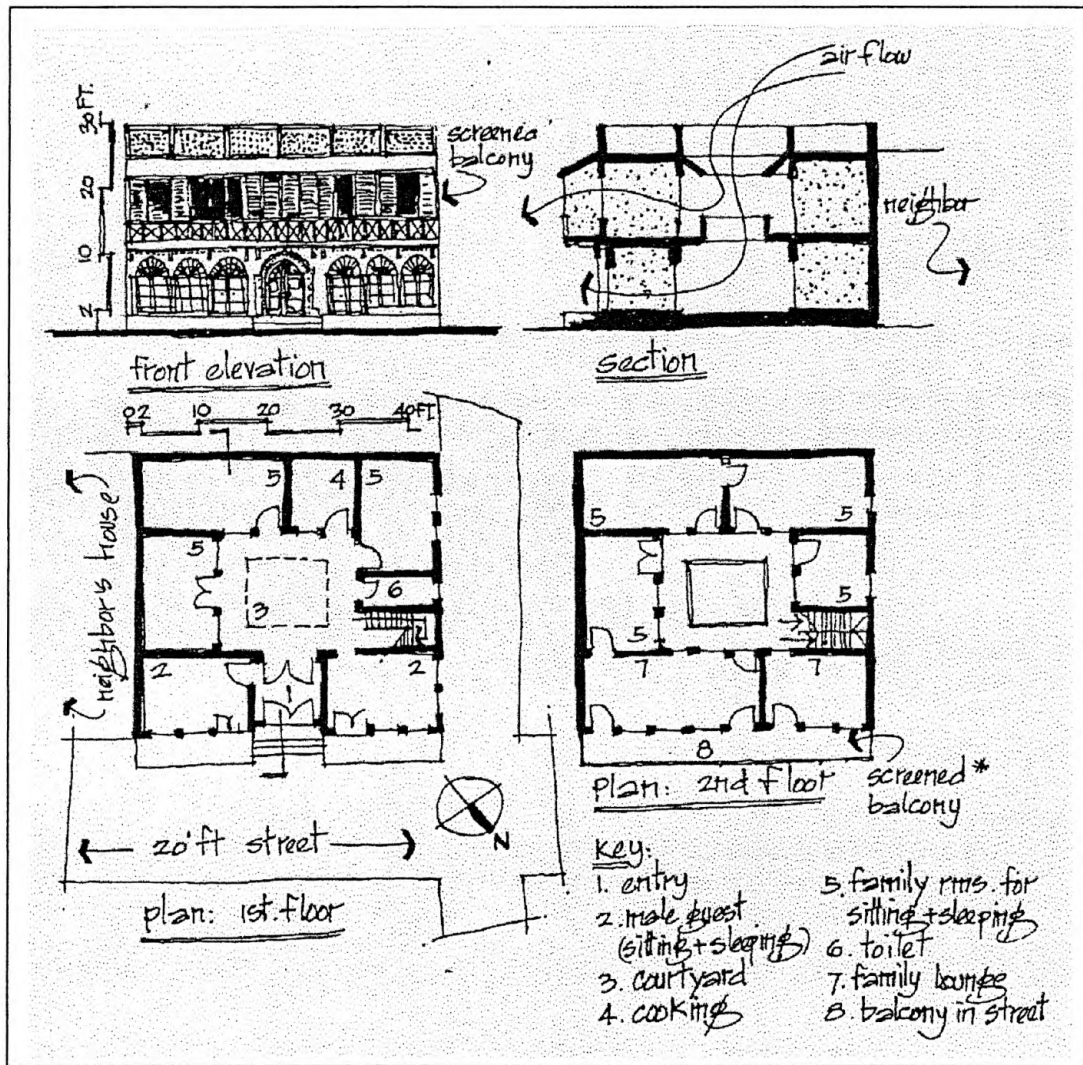 air flow
30 FT.
20
10
2
screened
balcony
neighbor
front elevation
section
0 2 10 20 30 40 FT.
neighbor's house
5
4
5
5
6
3
2
2
1
5
5
5
5
7
7
8
N
20' ft street
plan: 1st. floor
plan: 2nd floor
screened *
balcony
Key:
1. entry
2. male guest
(sitting + sleeping)
3. courtyard
4. cooking
5. family rms. for
sitting + sleeping
6. toilet
7. family lounge
8. balcony in street